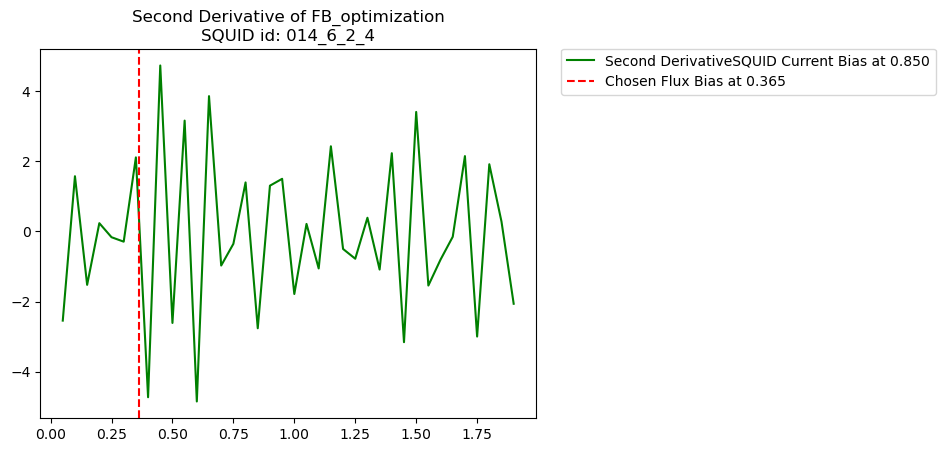 Second Derivative of FB_optimization
SQUID id: 014_6_2_4
Second DerivativeSQUID Current Bias at 0.850
Chosen Flux Bias at 0.365
4
2
0
−2
−4
0.00 0.25 0.50 0.75 1.00 1.25 1.50 1.75